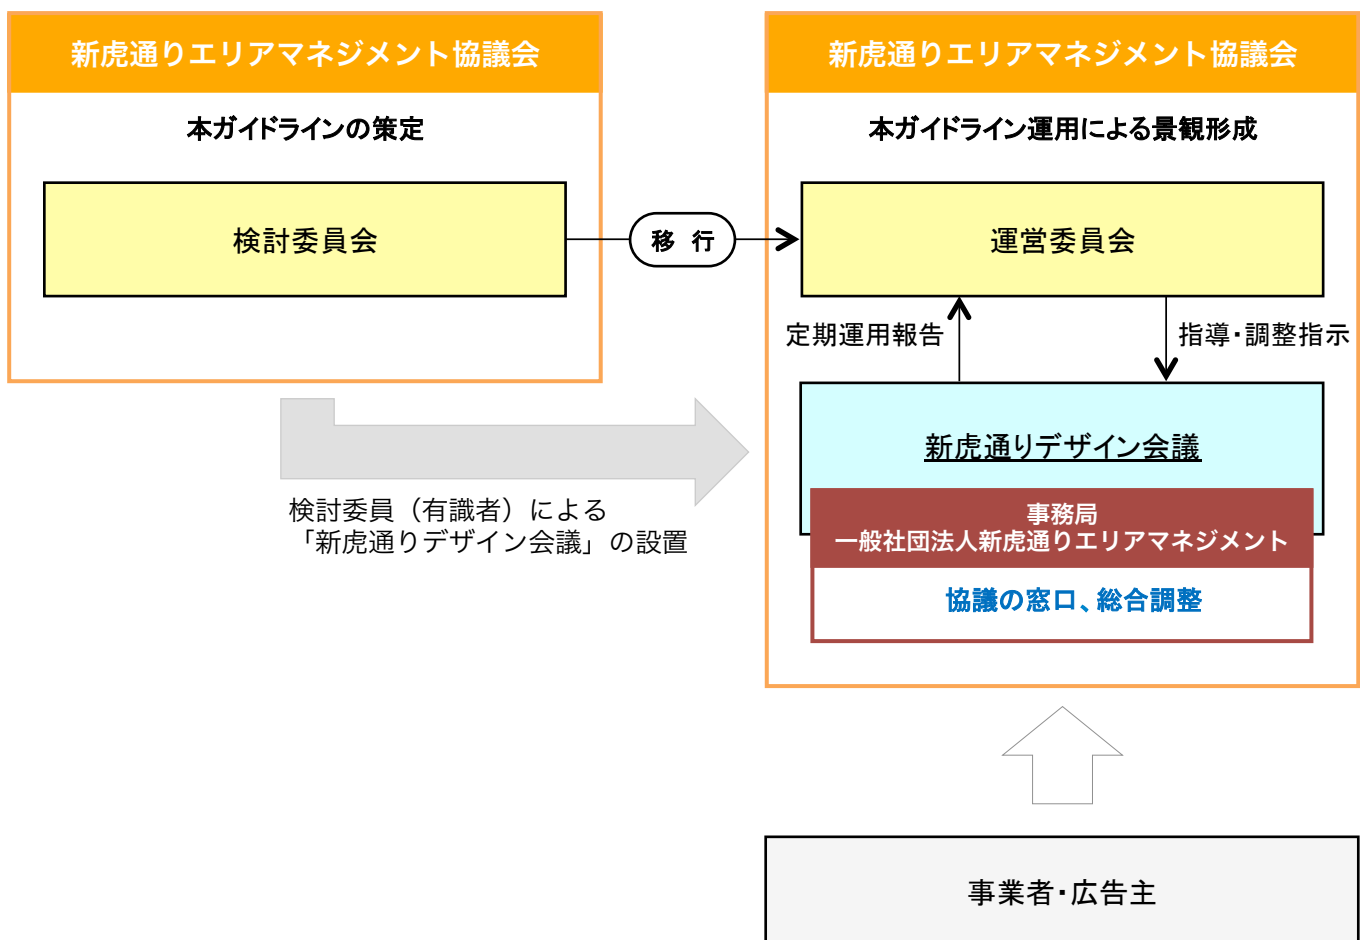 新虎通りエリアマネジメント協議会
本ガイドラインの策定
検討委員会
移 行
新虎通りエリアマネジメント協議会
本ガイドライン運用による景観形成
運営委員会
定期運用報告
指導・調整指示
新虎通りデザイン会議
事務局
一般社団法人新虎通りエリアマネジメント
協議の窓口、総合調整
検討委員（有識者）による
「新虎通りデザイン会議」の設置
事業者・広告主